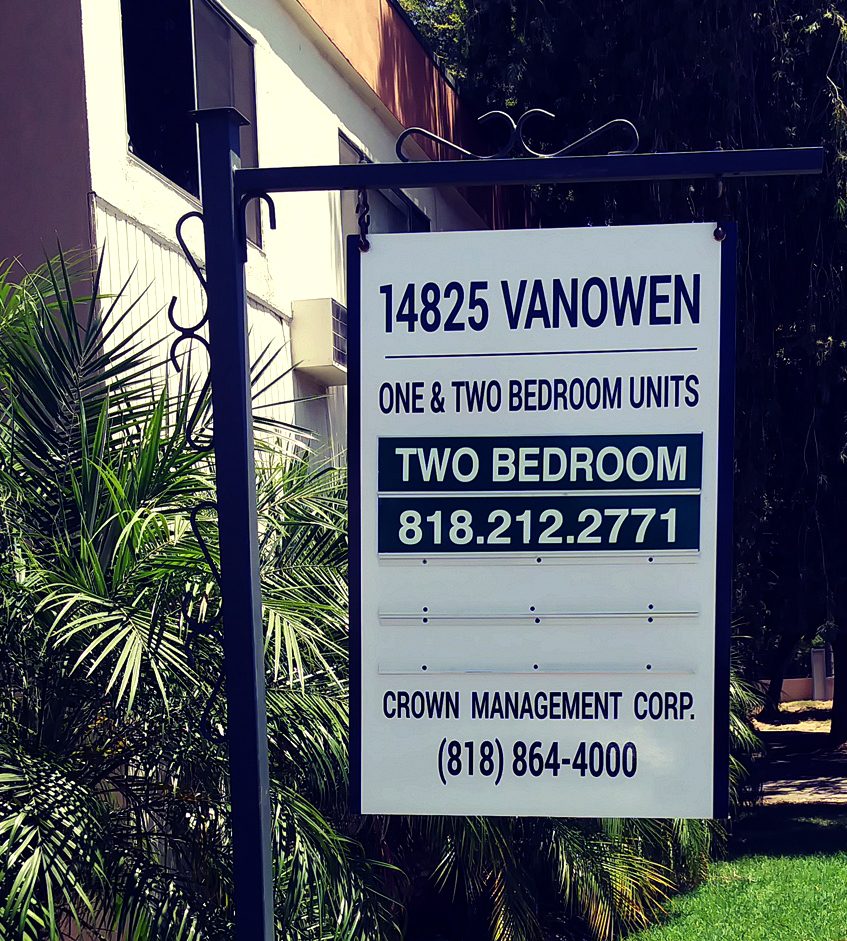 14825 VANOWEN
ONE & TWO BEDROOM UNITS
TWO BEDROOM
818.212.2771
CROWN MANAGEMENT CORP.
(818) 864-4000